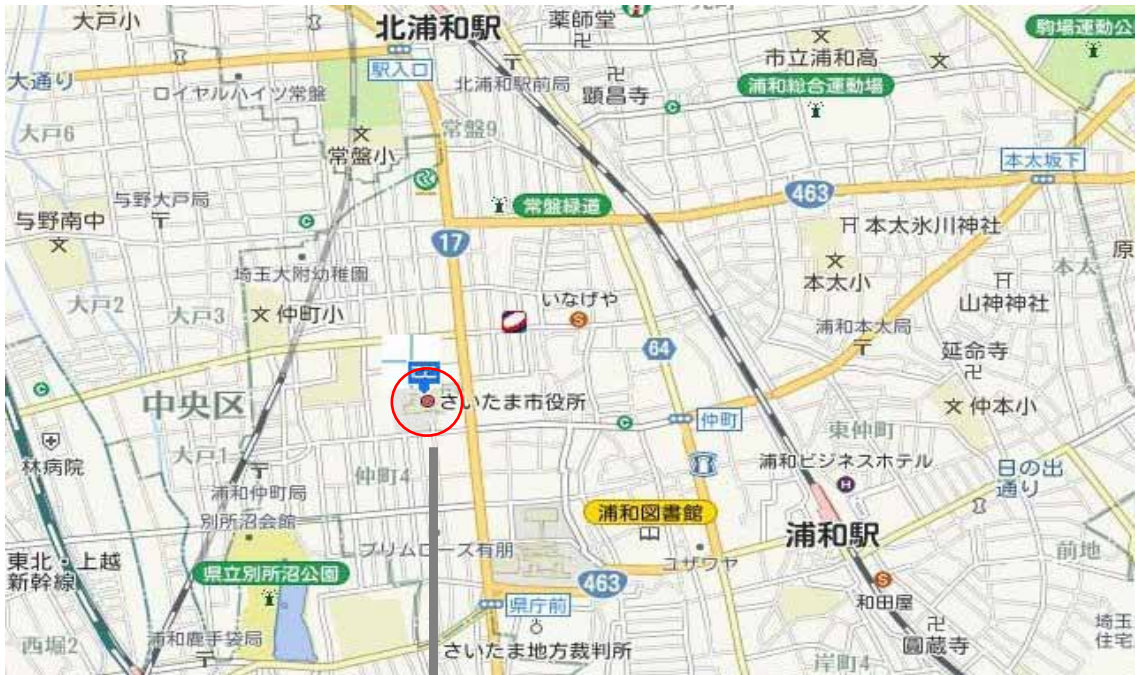 大戸小
北浦和駅
薬師堂
駒場運動公
市立浦和高
大通り
駅入口
北浦和駅前局
顕昌寺
浦和総合運動場
ロイヤルハイツ常盤
大戸6
常盤9
常盤小
本太坂下
与野大戸局
463
与野南中
常盤緑道
本太氷川神社
17
原
本太
埼玉大附幼稚園
本太小
大戸2
大戸3
仲町小
いなげや
山神神社
浦和本太局
64
延命寺
中央区
さいたま市役所
仲町
仲本小
東仲町
林病院
大戸1
仲町4
浦和ビジネスホテル
日の出
通り
浦和仲町局
別所沼会館
浦和図書館
浦和駅
東北・上越
新幹線
プリムローズ有朋
ユザワヤ
前地
県立別所沼公園
463
県庁前
和田屋
浦和鹿手袋局
西堀2
さいたま地方裁判所
圓蔵寺
埼玉
住宅
岸町4